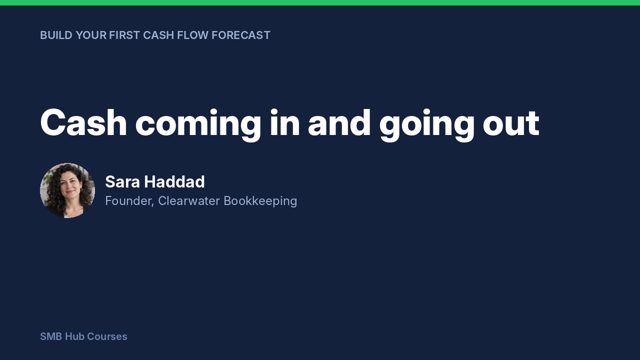 BUILD YOUR FIRST CASH FLOW FORECAST
Cash coming in and going out
Sara Haddad
Founder, Clearwater Bookkeeping
SMB Hub Courses